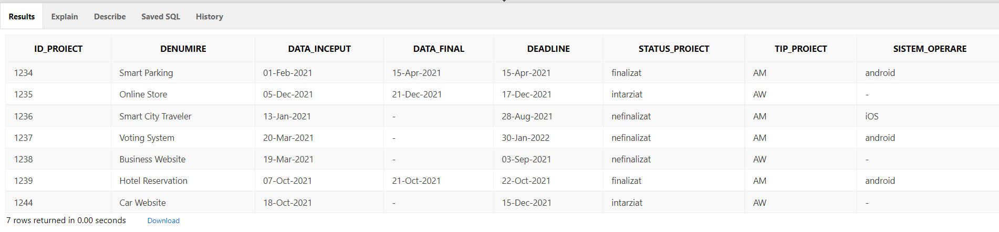 Results Explain Describe Saved SQL History
ID_PROIECT DENUMIRE DATA_INCEPUT DATA_FINAL DEADLINE STATUS_PROIECT TIP_PROIECT SISTEM_OPERARE
1234 Smart Parking 01-Feb-2021 15-Apr-2021 15-Apr-2021 finalizat AM android
1235 Online Store 05-Dec-2021 21-Dec-2021 17-Dec-2021 intarziat AW -
1236 Smart City Traveler 13-Jan-2021 - 28-Aug-2021 nefinalizat AM iOS
1237 Voting System 20-Mar-2021 - 30-Jan-2022 nefinalizat AM android
1238 Business Website 19-Mar-2021 - 03-Sep-2021 nefinalizat AW -
1239 Hotel Reservation 07-Oct-2021 21-Oct-2021 22-Oct-2021 finalizat AM android
1244 Car Website 18-Oct-2021 - 15-Dec-2021 intarziat AW -
7 rows returned in 0.00 seconds Download